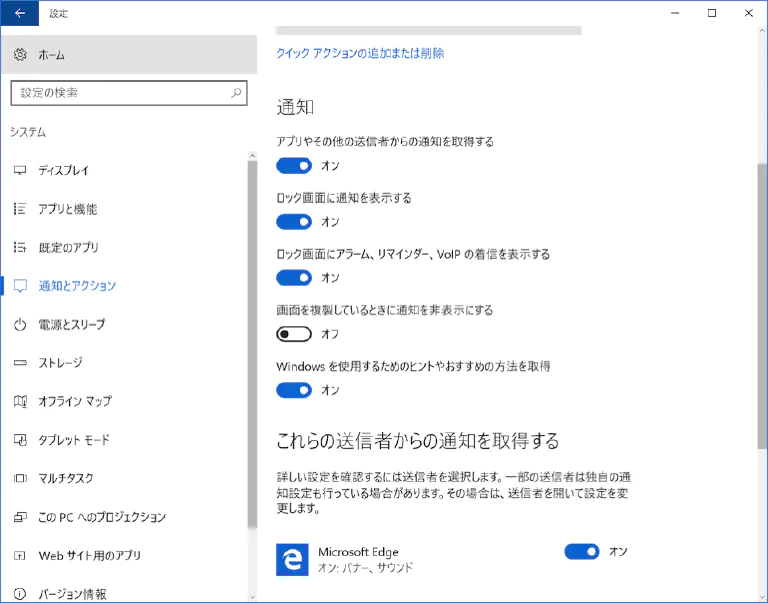 設定
ホーム
設定の検索
システム
ディスプレイ
アプリと機能
既定のアプリ
通知とアクション
電源とスリープ
ストレージ
オフライン マップ
タブレット モード
マルチタスク
この PC へのプロジェクション
Web サイト用のアプリ
バージョン情報
クイック アクションの追加または削除
通知
アプリやその他の送信者からの通知を取得する
オン
ロック画面に通知を表示する
オン
ロック画面にアラーム、リマインダー、VoIP の着信を表示する
オン
画面を複製しているときに通知を非表示にする
オフ
Windows を使用するためのヒントやおすすめの方法を取得
オン
これらの送信者からの通知を取得する
詳しい設定を確認するには送信者を選択します。一部の送信者は独自の通
知設定も行っている場合があります。その場合は、送信者を開いて設定を変
更します。
Microsoft Edge
オン: バナー、サウンド
オン